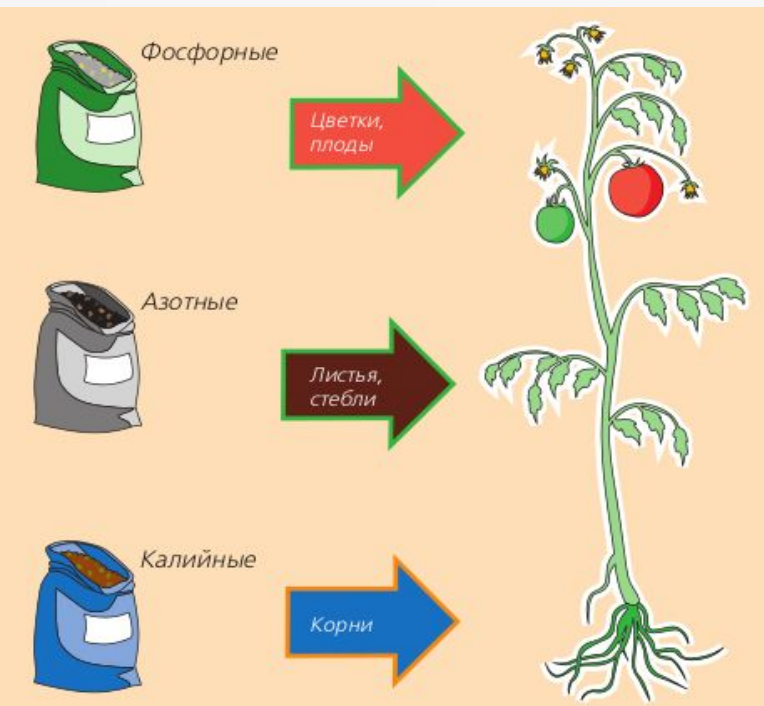 Фосфорные
Цветки,
плоды
Азотные
Листья,
стебли
Калийные
Корни